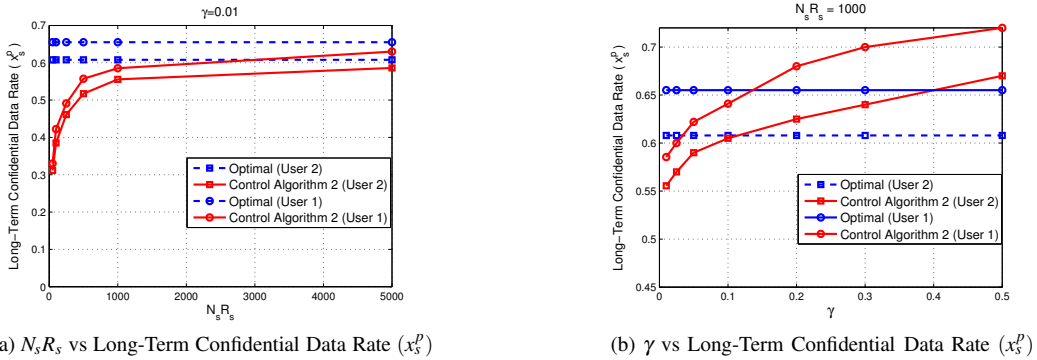 γ=0.01
Long−Term Confidential Data Rate ( x_s^p )
0.7
0.6
0.5
0.4
0.3
0.2
0.1
0
Optimal (User 2)
Control Algorithm 2 (User 2)
Optimal (User 1)
Control Algorithm 2 (User 1)
0 1000 2000 3000 4000 5000
N_sR_s
a) N_sR_s vs Long-Term Confidential Data Rate (x_s^p)
N_sR_s = 1000
Long−Term Confidential Data Rate ( x_s^p )
0.7
0.65
0.6
0.55
0.5
0.45
Optimal (User 2)
Control Algorithm 2 (User 2)
Optimal (User 1)
Control Algorithm 2 (User 1)
0 0.1 0.2 0.3 0.4 0.5
γ
(b) γ vs Long-Term Confidential Data Rate (x_s^p)